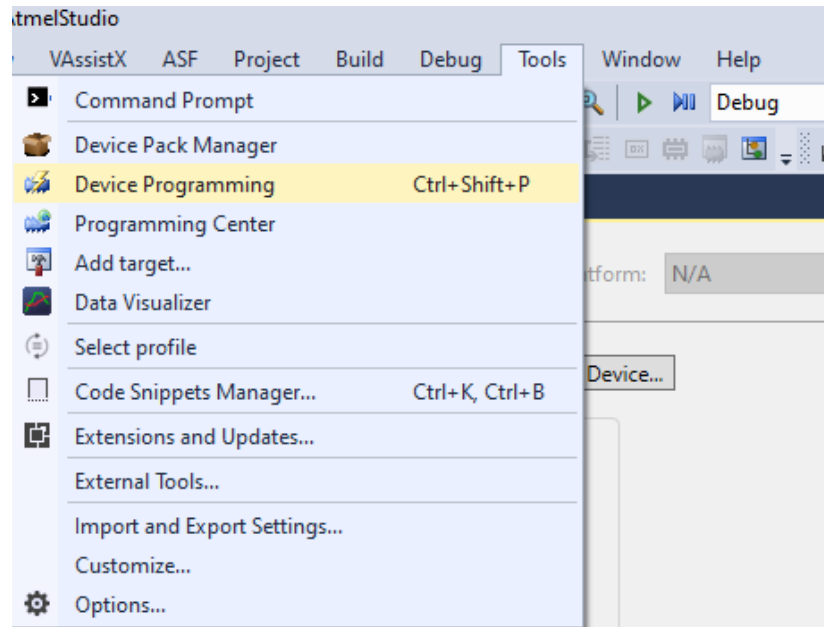 tmelStudio
VAssistX ASF Project Build Debug Tools Window Help
Command Prompt
Debug
Device Pack Manager
Device Programming Ctrl+Shift+P
Programming Center
Add target...
tform: N/A
Data Visualizer
Select profile
Device...
Code Snippets Manager... Ctrl+K, Ctrl+B
Extensions and Updates...
External Tools...
Import and Export Settings...
Customize...
Options...